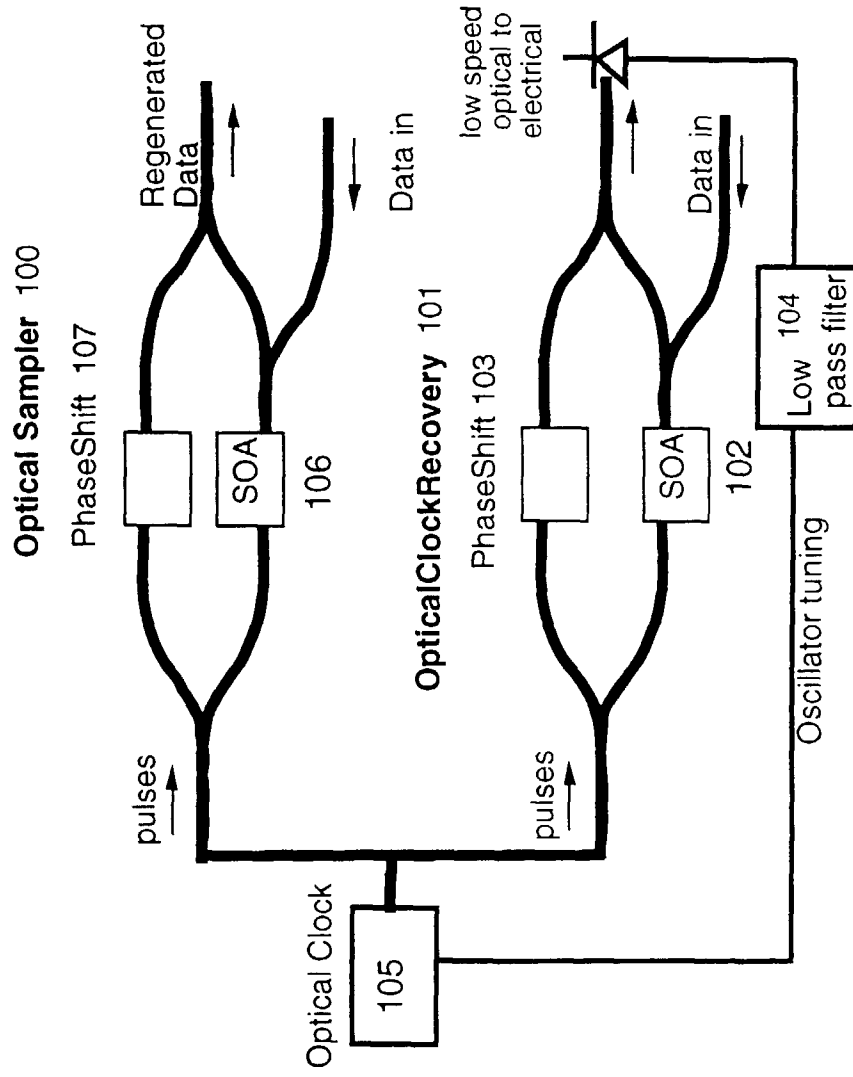 Optical Sampler 100
PhaseShift 107
Regenerated
Data
pulses
SOA
106
Data in
Optical Clock
105
OpticalClockRecovery 101
PhaseShift 103
low speed
optical to
electrical
pulses
SOA
102
Data in
104
Low
pass filter
Oscillator tuning